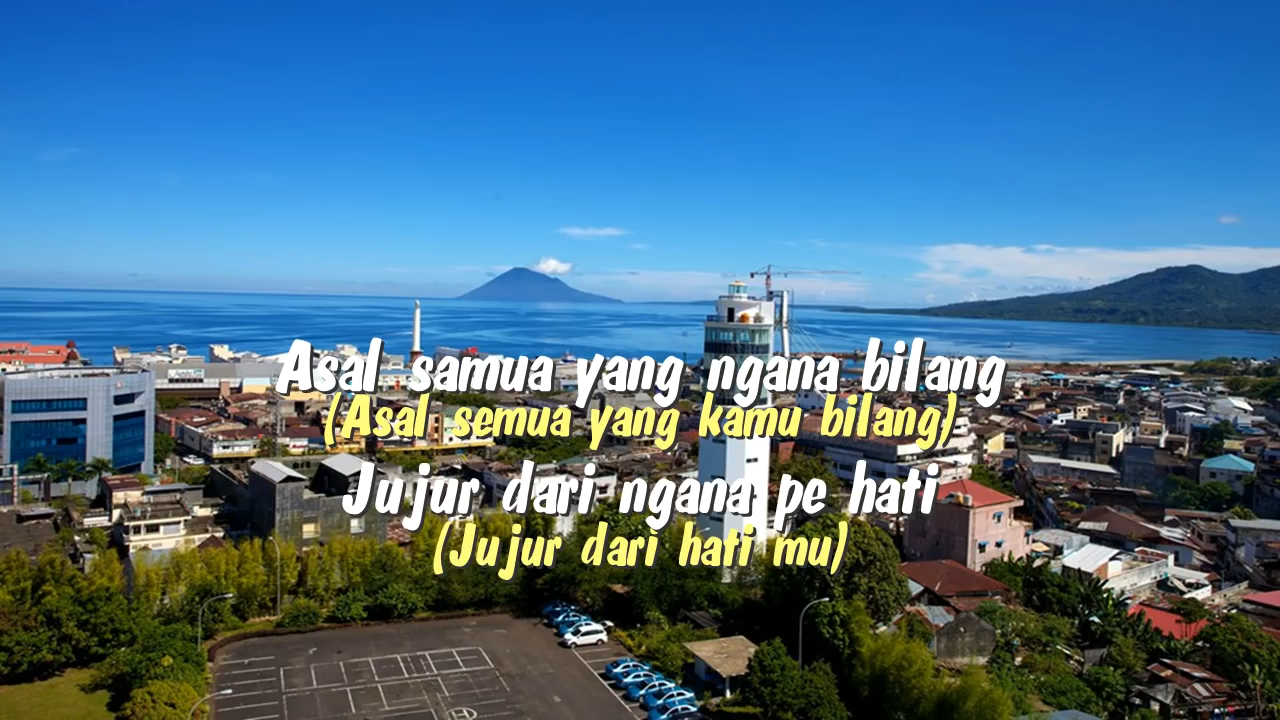 Asal samua yang ngana bilang
(Asal semua yang kamu bilang)
Jujur dari ngana pe hati
(Jujur dari hati mu)